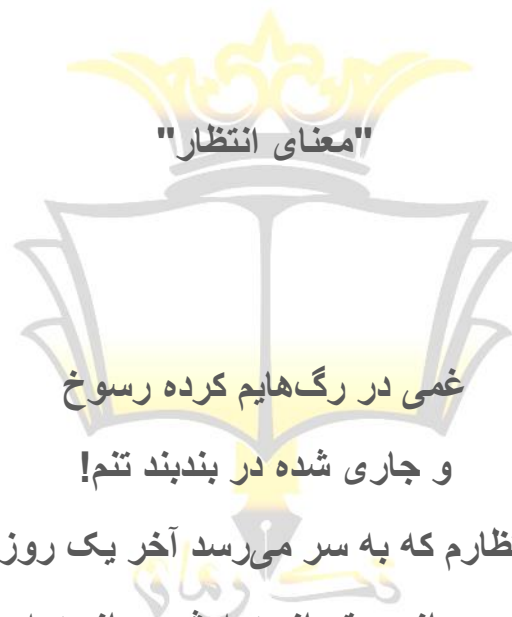 "معنای انتظار"
غمی در رگ‌هایم کرده رسوخ
و جاری شده در بندبند تنم!
ظارم که به سر می‌رسد آخر یک روز